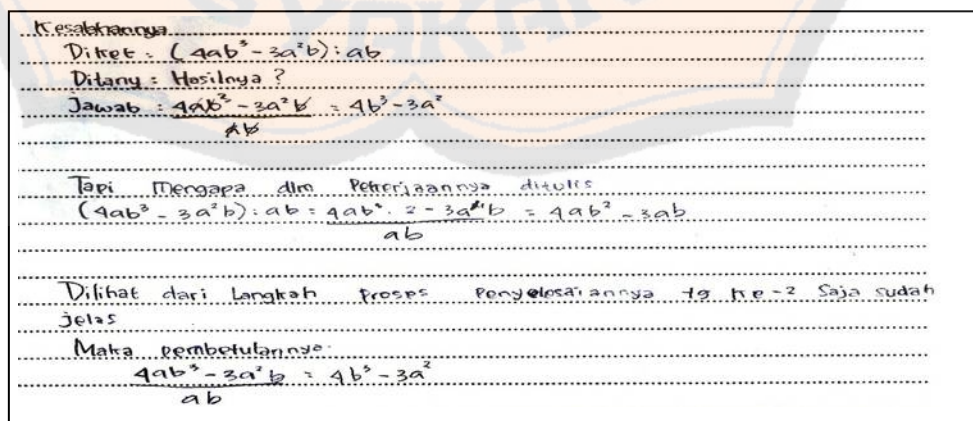 Kesalahannya
Diket : (4ab³ - 3a²b) : ab
Ditany : Hasilnya ?
Jawab : 4ab³ - 3a²b = 4b³ - 3a²
ab
Tapi Mengapa dlm Pekerjaannya ditulis
(4ab³ - 3a²b) : ab = 4ab³·2 - 3a²·¹b = 4ab² - 3ab
ab
Dilihat dari Langkah Proses Penyelesaiannya yg ke-2 Saja sudah
jelas
Maka pembetulannya.
4ab³ - 3a²b = 4b³ - 3a²
ab